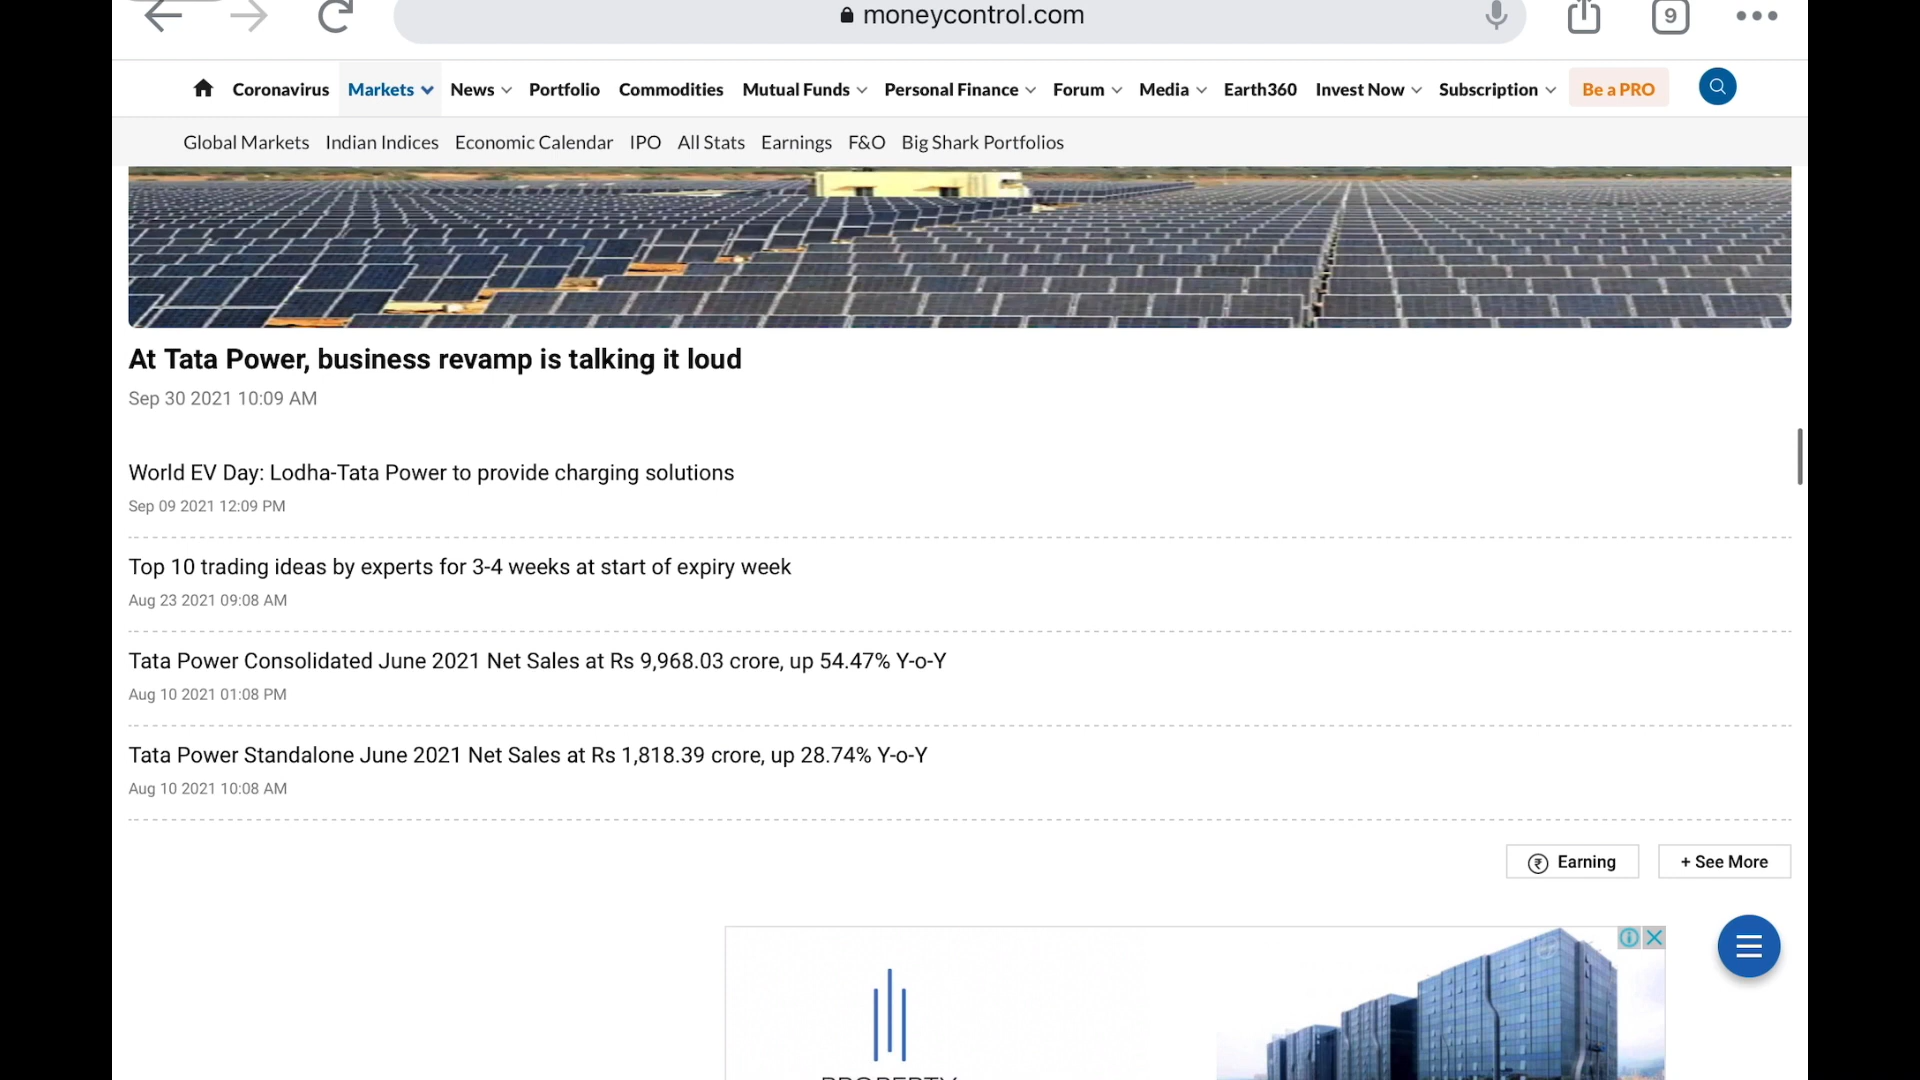 moneycontrol.com
9
Coronavirus Markets News Portfolio Commodities Mutual Funds Personal Finance Forum Media Earth360 Invest Now Subscription Be a PRO
Global Markets Indian Indices Economic Calendar IPO All Stats Earnings F&O Big Shark Portfolios
At Tata Power, business revamp is talking it loud
Sep 30 2021 10:09 AM
World EV Day: Lodha-Tata Power to provide charging solutions
Sep 09 2021 12:09 PM
Top 10 trading ideas by experts for 3-4 weeks at start of expiry week
Aug 23 2021 09:08 AM
Tata Power Consolidated June 2021 Net Sales at Rs 9,968.03 crore, up 54.47% Y-o-Y
Aug 10 2021 01:08 PM
Tata Power Standalone June 2021 Net Sales at Rs 1,818.39 crore, up 28.74% Y-o-Y
Aug 10 2021 10:08 AM
₹ Earning + See More
PROPERTY